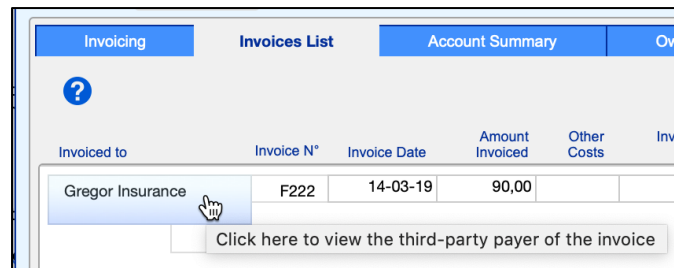 Invoicing
Invoices List
Account Summary
Invoiced to
Invoice N°
Invoice Date
Amount
Invoiced
Other
Costs
Gregor Insurance
F222
14-03-19
90,00
Click here to view the third-party payer of the invoice